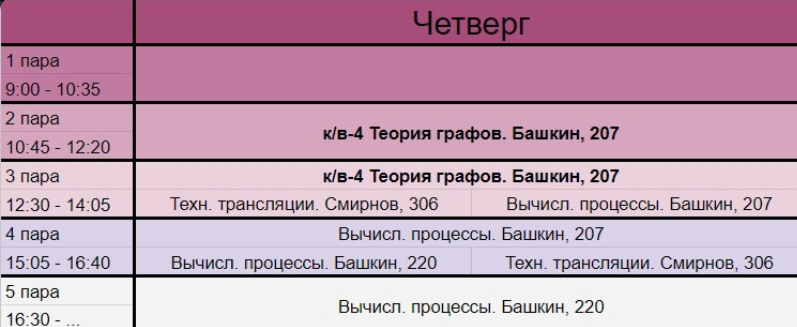 Четверг
1 пара
9:00 - 10:35
2 пара
10:45 - 12:20
к/в-4 Теория графов. Башкин, 207
3 пара
к/в-4 Теория графов. Башкин, 207
12:30 - 14:05
Техн. трансляции. Смирнов, 306
Вычисл. процессы. Башкин, 207
4 пара
Вычисл. процессы. Башкин, 207
15:05 - 16:40
Вычисл. процессы. Башкин, 220
Техн. трансляции. Смирнов, 306
5 пара
16:30 - ...
Вычисл. процессы. Башкин, 220